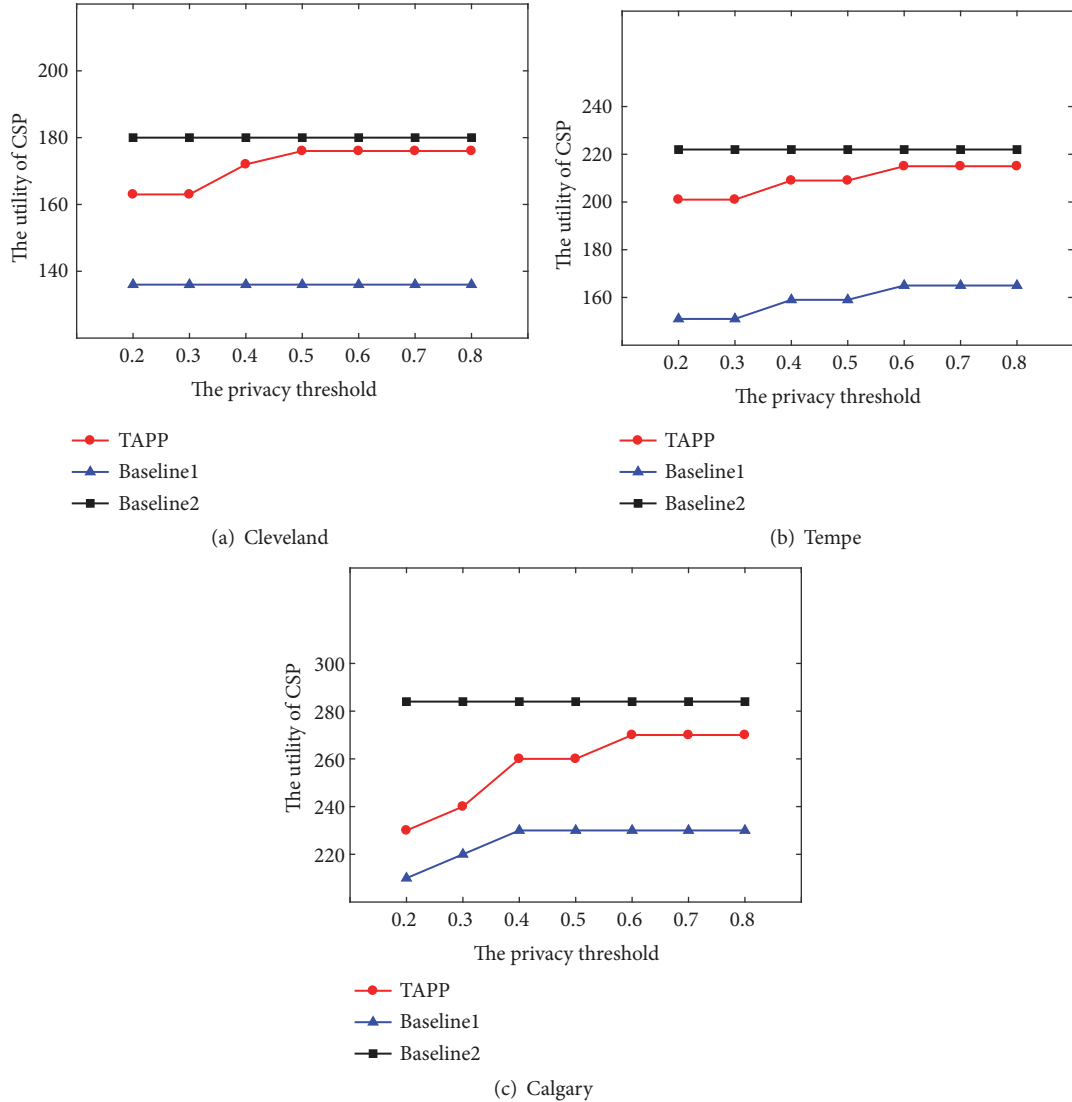 The utility of CSP
200
180
160
140
0.2 0.3 0.4 0.5 0.6 0.7 0.8
The privacy threshold
TAPP
Baseline1
Baseline2
(a) Cleveland
The utility of CSP
240
220
200
180
160
0.2 0.3 0.4 0.5 0.6 0.7 0.8
The privacy threshold
TAPP
Baseline1
Baseline2
(b) Tempe
The utility of CSP
300
280
260
240
220
0.2 0.3 0.4 0.5 0.6 0.7 0.8
The privacy threshold
TAPP
Baseline1
Baseline2
(c) Calgary